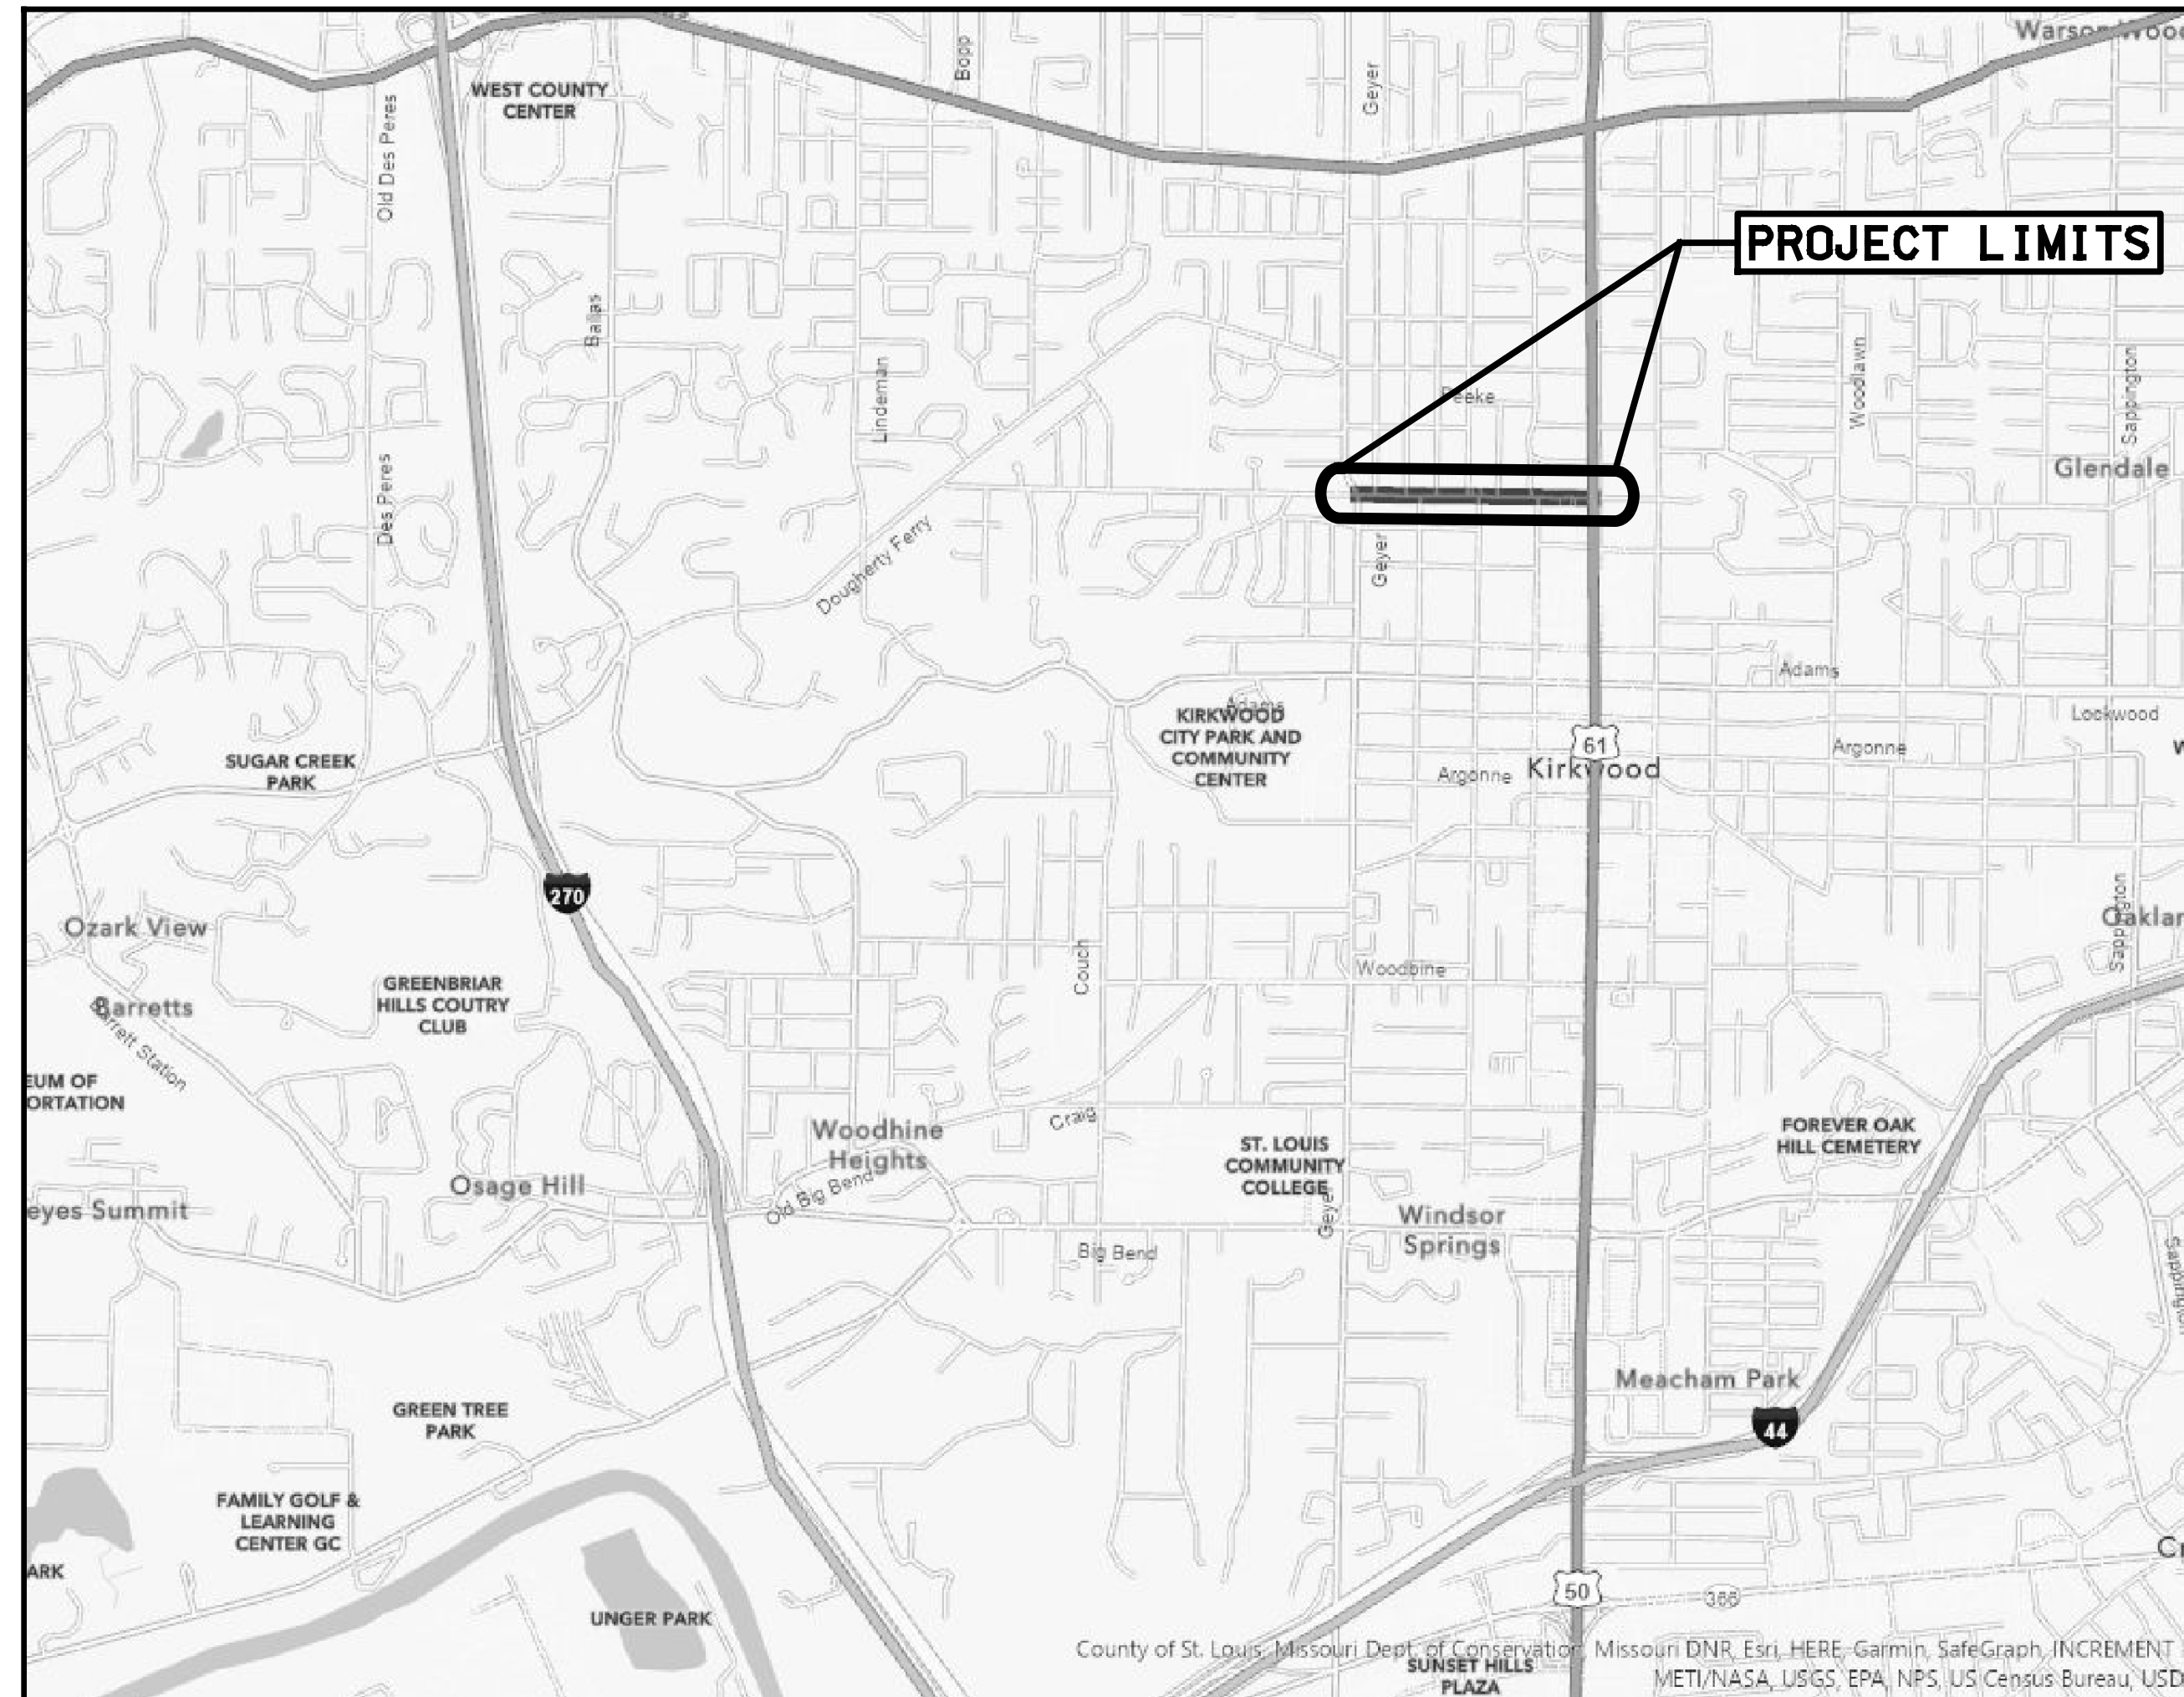 Warson Wood
Bopp
Geyer
WEST COUNTY
CENTER
Old Des Peres
PROJECT LIMITS
Ballas
Lindeman
Peeke
Woodlawn
Sappington
Glendale
Des Peres
Dougherty Ferry
Geyer
Adams
Adams
KIRKWOOD
CITY PARK AND
COMMUNITY
CENTER
Lockwood
61
Kirkwood
Argonne
Argonne
SUGAR CREEK
PARK
270
Ozark View
Sappington
Oaklan
Couch
Woodbine
GREENBRIAR
HILLS COUTRY
CLUB
Barretts
Barrett Station
EUM OF
ORTATION
Craig
Woodhine
Heights
Old Big Bend
ST. LOUIS
COMMUNITY
COLLEGE
Geyer
FOREVER OAK
HILL CEMETERY
Osage Hill
eyes Summit
Windsor
Springs
Big Bend
Sappington
Meacham Park
44
GREEN TREE
PARK
FAMILY GOLF &
LEARNING
CENTER GC
ARK
Cr
50
366
UNGER PARK
County of St. Louis, Missouri Dept. of Conservation, Missouri DNR, Esri, HERE, Garmin, SafeGraph, INCREMENT
METI/NASA, USGS, EPA, NPS, US Census Bureau, USD
SUNSET HILLS
PLAZA